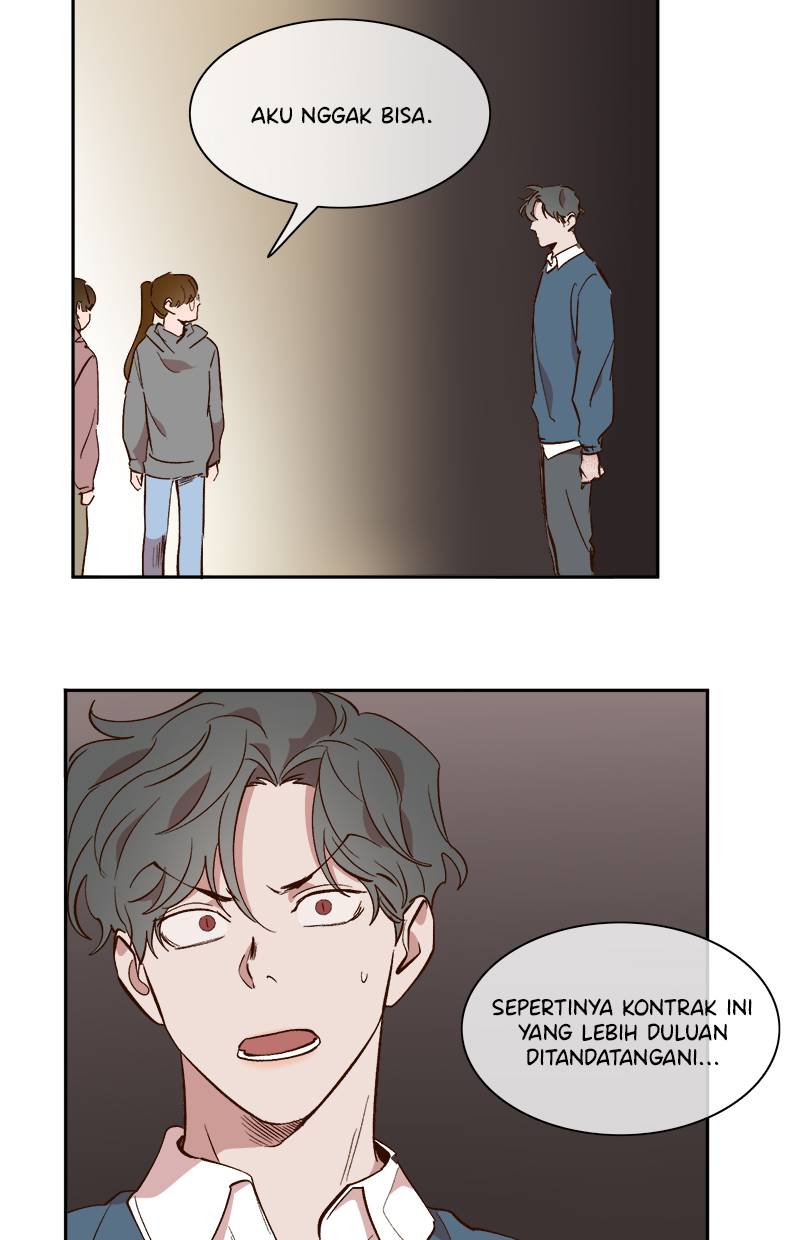 AKU NGGAK BISA.
SEPERTINYA KONTRAK INI
YANG LEBIH DULUAN
DITANDATANGANI...